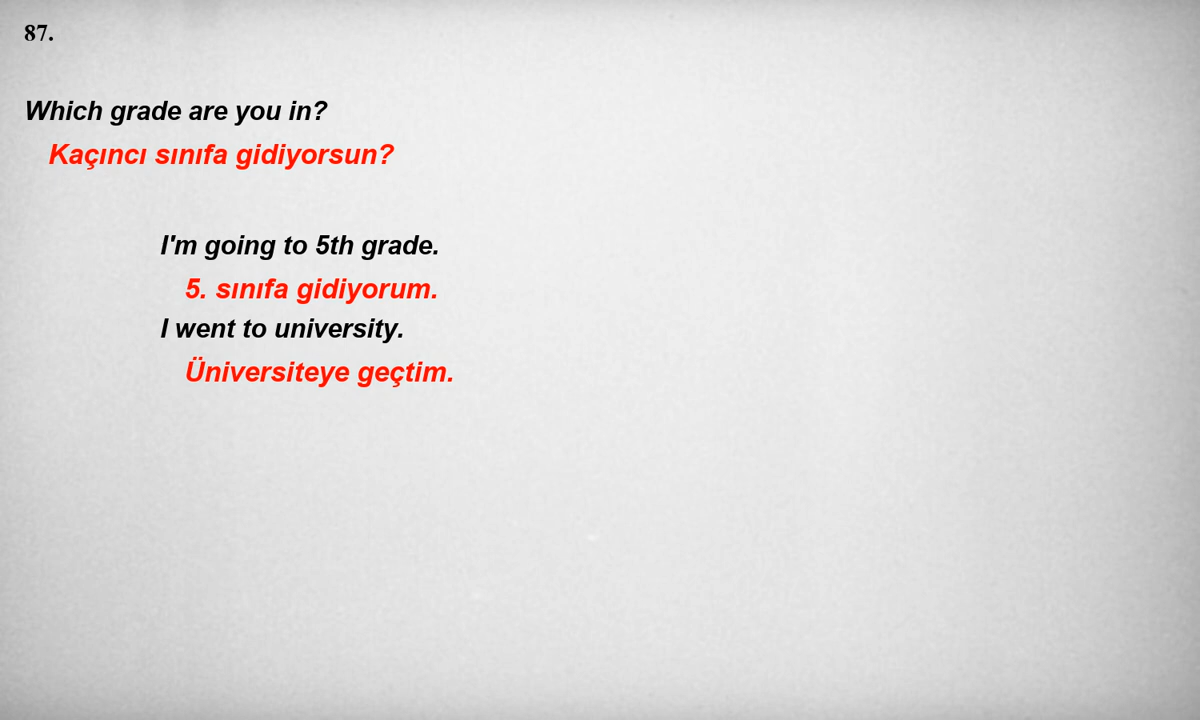 87.
Which grade are you in?
Kaçıncı sınıfa gidiyorsun?
I'm going to 5th grade.
5. sınıfa gidiyorum.
I went to university.
Üniversiteye geçtim.